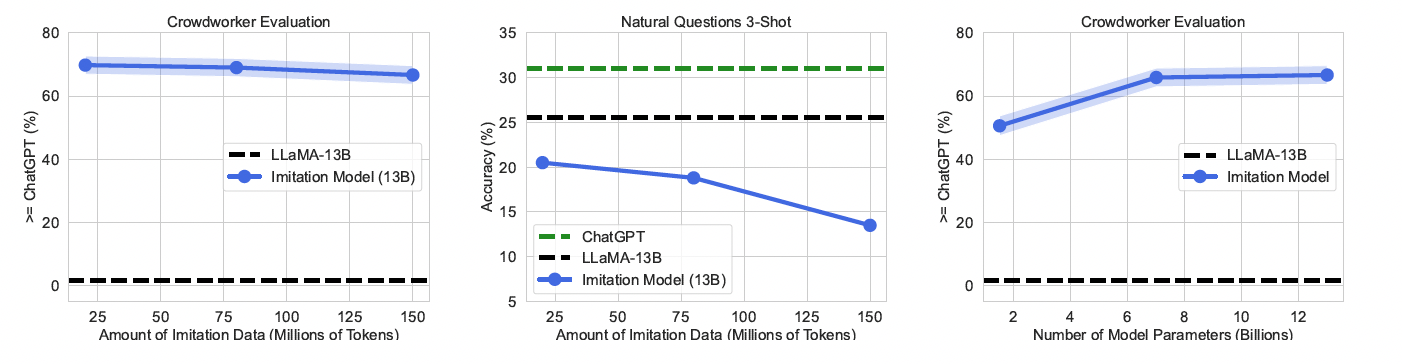 Crowdworker Evaluation
80
60
40
20
0
>= ChatGPT (%)
LLaMA-13B
Imitation Model (13B)
25 50 75 100 125 150
Amount of Imitation Data (Millions of Tokens)
Natural Questions 3-Shot
35
30
25
20
15
10
5
Accuracy (%)
ChatGPT
LLaMA-13B
Imitation Model (13B)
25 50 75 100 125 150
Amount of Imitation Data (Millions of Tokens)
Crowdworker Evaluation
80
60
40
20
0
>= ChatGPT (%)
LLaMA-13B
Imitation Model
2 4 6 8 10 12
Number of Model Parameters (Billions)